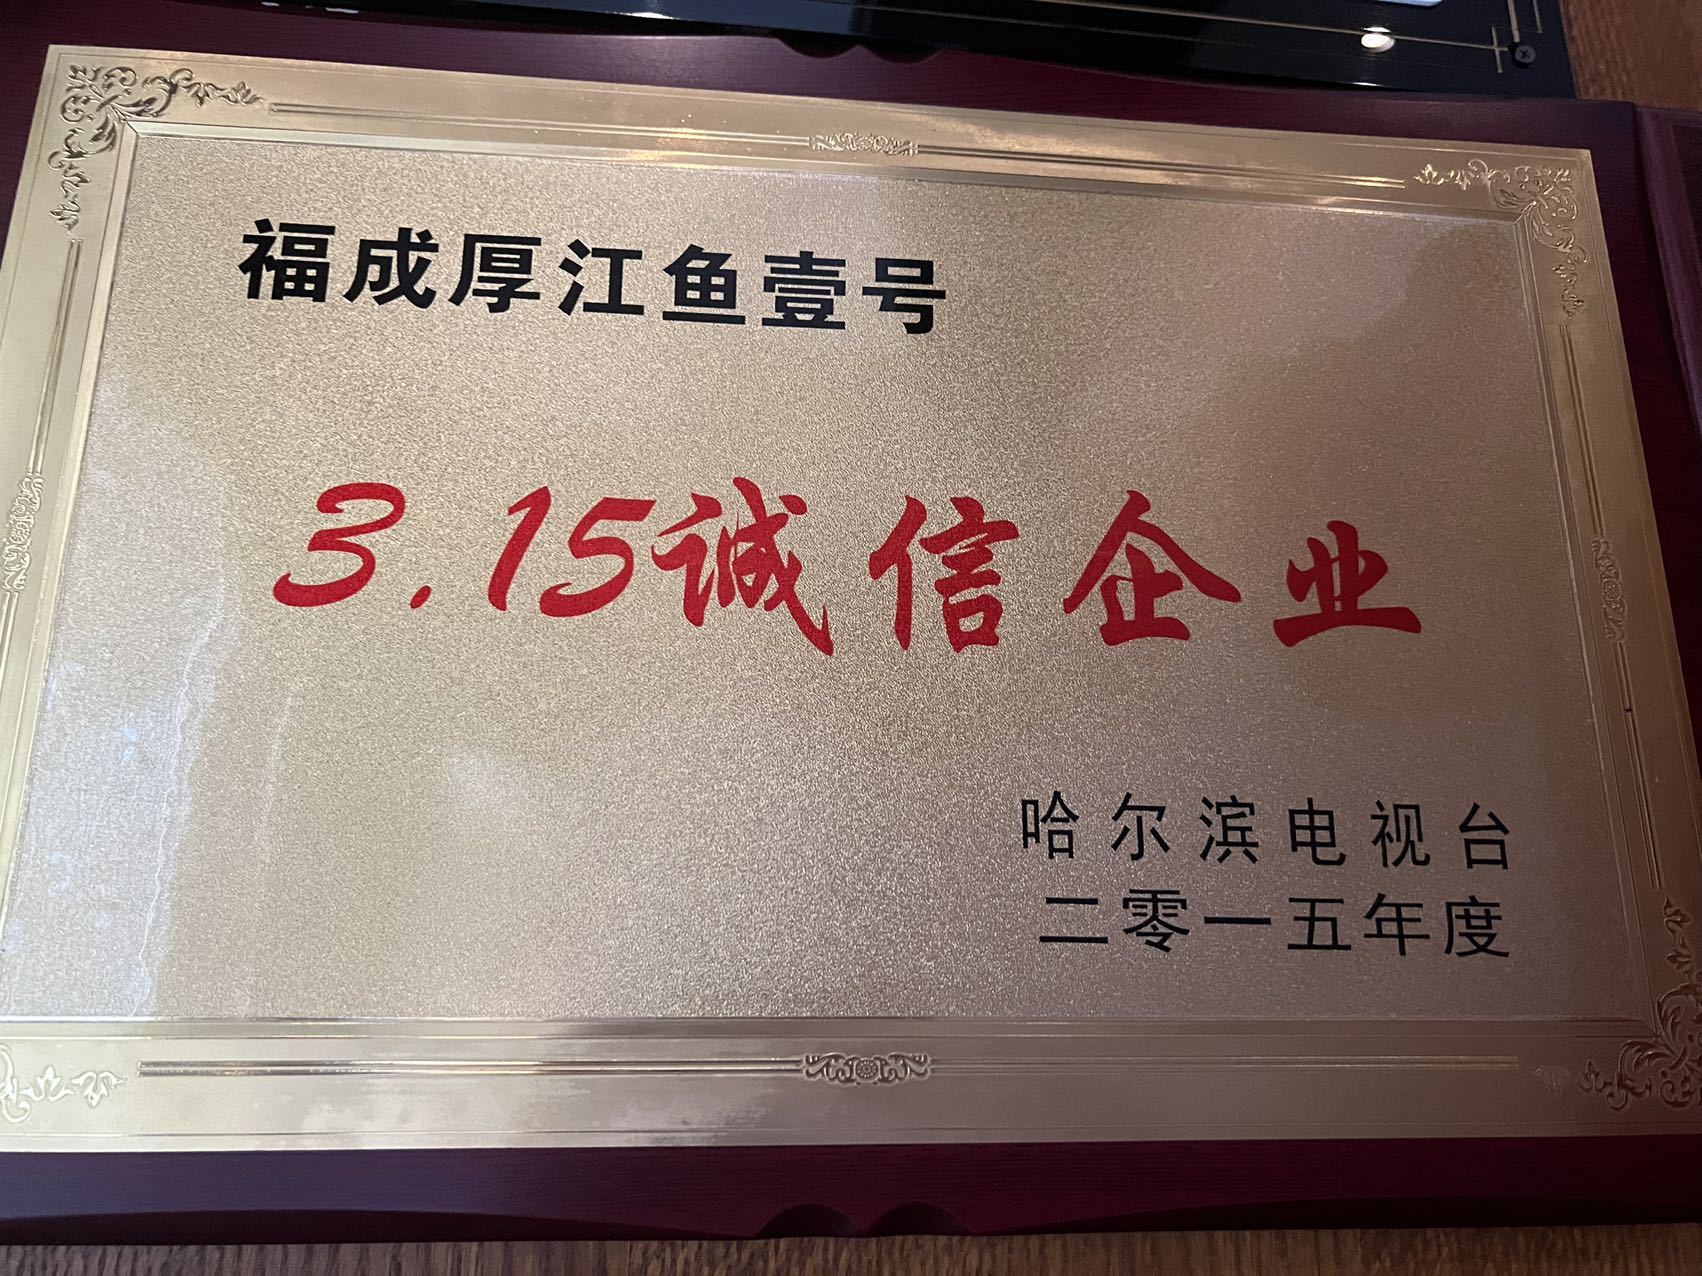 福成厚江鱼壹号
3.15诚信企业
哈尔滨电视台
二零一五年度